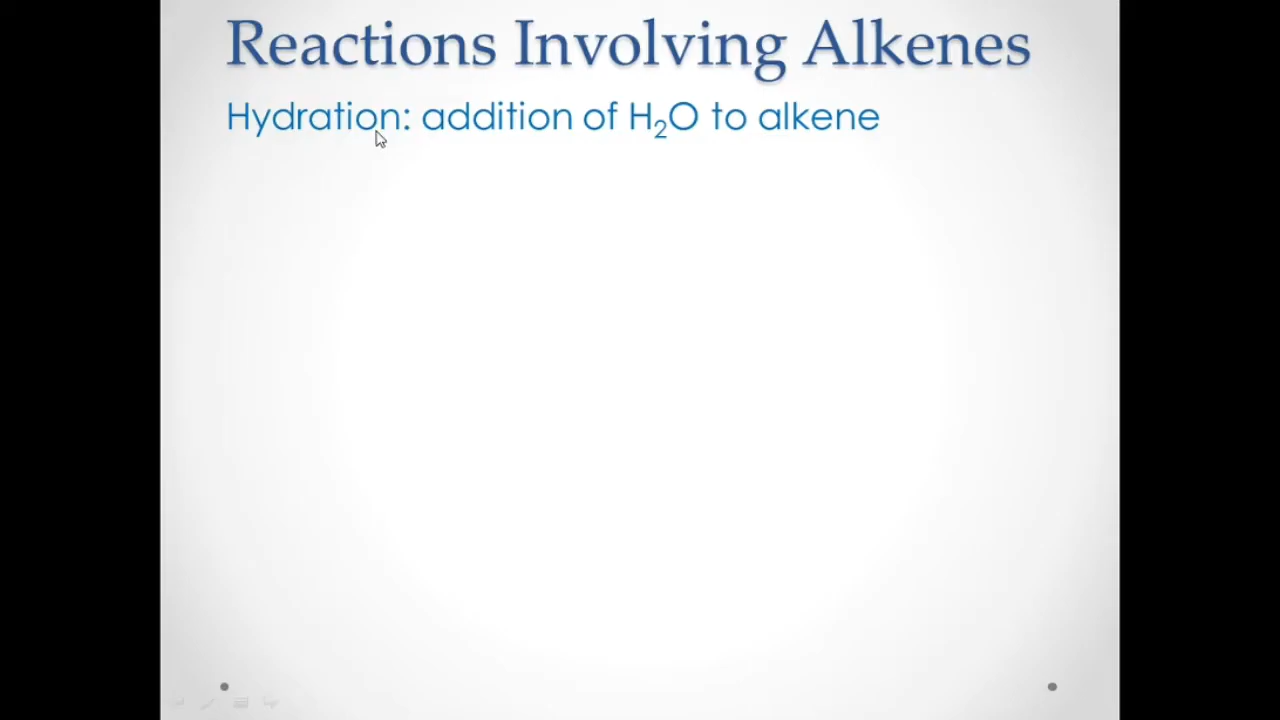 Reactions Involving Alkenes
Hydration: addition of H₂O to alkene